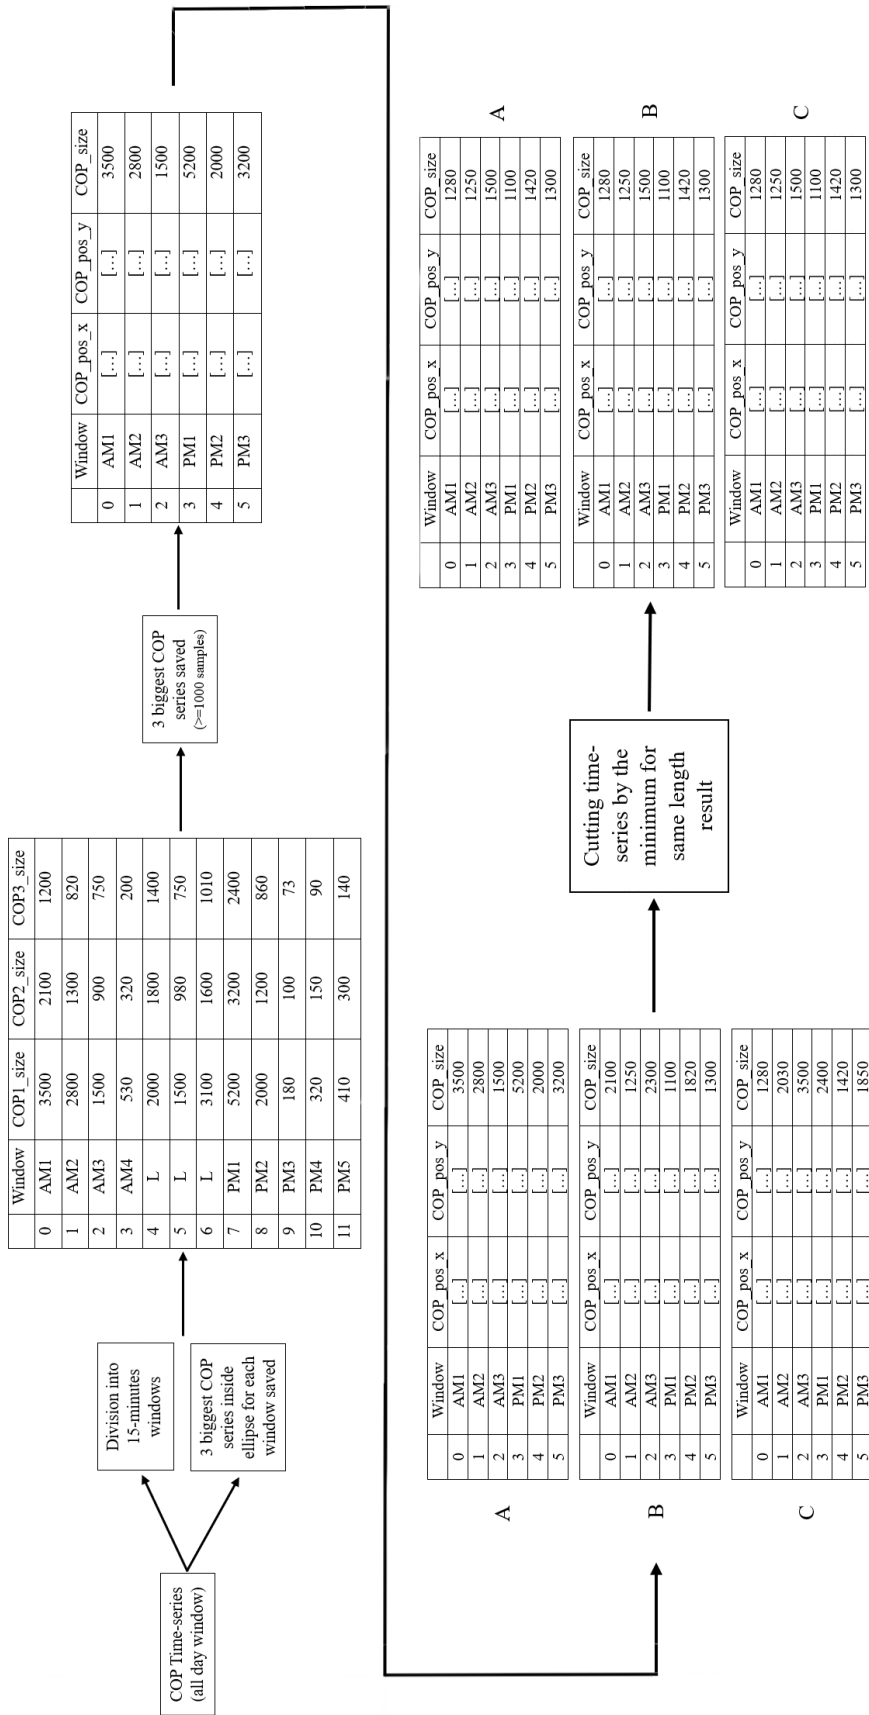 COP Time-series
(all day window)
Division into
15-minutes
windows
3 biggest COP
series inside
ellipse for each
window saved
Window COP1_size COP2_size COP3_size
0 AM1 3500 2100 1200
1 AM2 2800 1300 820
2 AM3 1500 900 750
3 AM4 530 320 200
4 L 2000 1800 1400
5 L 1500 980 750
6 L 3100 1600 1010
7 PM1 5200 3200 2400
8 PM2 2000 1200 860
9 PM3 180 100 73
10 PM4 320 150 90
11 PM5 410 300 140
3 biggest COP
series saved
(>=1000 samples)
Window COP_pos_x COP_pos_y COP_size
0 AM1 [...] [...] 3500
1 AM2 [...] [...] 2800
2 AM3 [...] [...] 1500
3 PM1 [...] [...] 5200
4 PM2 [...] [...] 2000
5 PM3 [...] [...] 3200
A
Window COP_pos_x COP_pos_y COP_size
0 AM1 [...] [...] 3500
1 AM2 [...] [...] 2800
2 AM3 [...] [...] 1500
3 PM1 [...] [...] 5200
4 PM2 [...] [...] 2000
5 PM3 [...] [...] 3200
B
Window COP_pos_x COP_pos_y COP_size
0 AM1 [...] [...] 2100
1 AM2 [...] [...] 1250
2 AM3 [...] [...] 2300
3 PM1 [...] [...] 1100
4 PM2 [...] [...] 1820
5 PM3 [...] [...] 1300
C
Window COP_pos_x COP_pos_y COP_size
0 AM1 [...] [...] 1280
1 AM2 [...] [...] 2030
2 AM3 [...] [...] 3500
3 PM1 [...] [...] 2400
4 PM2 [...] [...] 1420
5 PM3 [...] [...] 1850
Cutting time-
series by the
minimum for
same length
result
Window COP_pos_x COP_pos_y COP_size
0 AM1 [...] [...] 1280
1 AM2 [...] [...] 1250
2 AM3 [...] [...] 1500
3 PM1 [...] [...] 1100
4 PM2 [...] [...] 1420
5 PM3 [...] [...] 1300
A
Window COP_pos_x COP_pos_y COP_size
0 AM1 [...] [...] 1280
1 AM2 [...] [...] 1250
2 AM3 [...] [...] 1500
3 PM1 [...] [...] 1100
4 PM2 [...] [...] 1420
5 PM3 [...] [...] 1300
B
Window COP_pos_x COP_pos_y COP_size
0 AM1 [...] [...] 1280
1 AM2 [...] [...] 1250
2 AM3 [...] [...] 1500
3 PM1 [...] [...] 1100
4 PM2 [...] [...] 1420
5 PM3 [...] [...] 1300
C